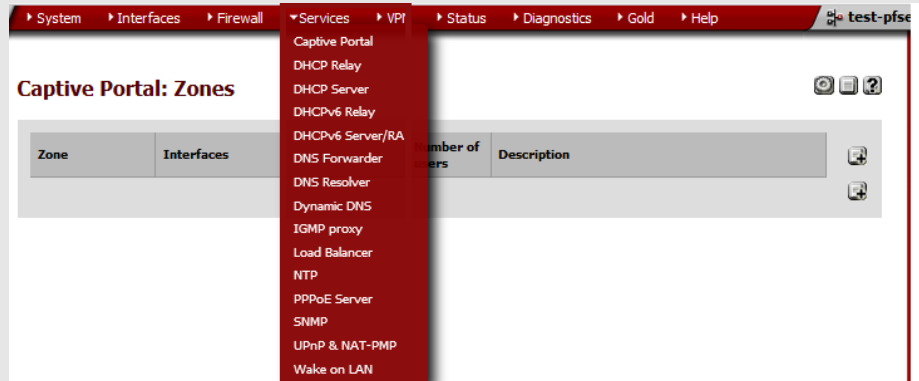 System Interfaces Firewall Services VPN Status Diagnostics Gold Help test-pfse
Captive Portal
DHCP Relay
Captive Portal: Zones
DHCP Server
DHCPv6 Relay
DHCPv6 Server/RA
Zone Interfaces Number of users Description
DNS Forwarder
DNS Resolver
Dynamic DNS
IGMP proxy
Load Balancer
NTP
PPPoE Server
SNMP
UPnP & NAT-PMP
Wake on LAN